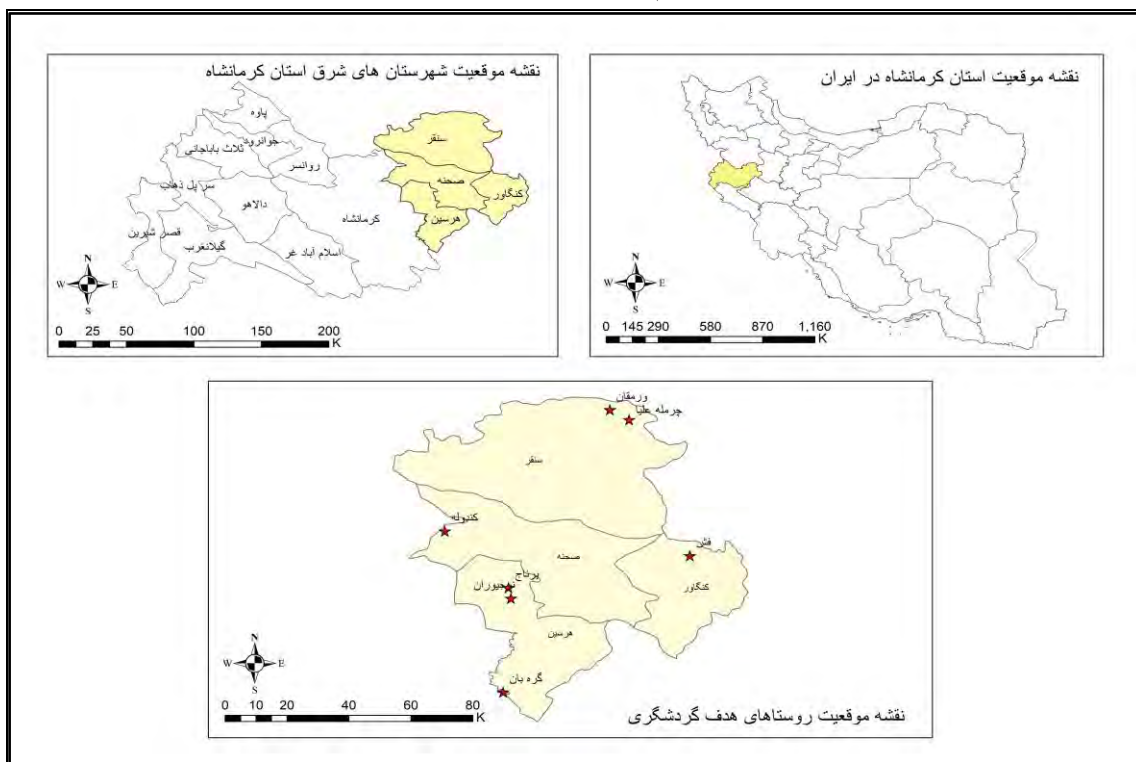 نقشه موقعیت شهرستان های شرق استان کرمانشاه
پاوه
جوانرود
ثلاث باباجانی
روانسر
سر پل ذهاب
دالاهو
کرمانشاه
قصر شیرین
گیلانغرب
اسلام آباد غر
سنقر
صحنه
کنگاور
هرسین
N
W E
S
0 25 50 100 150 200
K
نقشه موقعیت استان کرمانشاه در ایران
N
W E
S
0 145 290 580 870 1,160
K
ورمقان
چرمله علیا
سنقر
کندوله
صحنه
فش
کنگاور
برناج
هرسین
گره بان
N
W E
S
0 10 20 40 60 80
K
نقشه موقعیت روستاهای هدف گردشگری